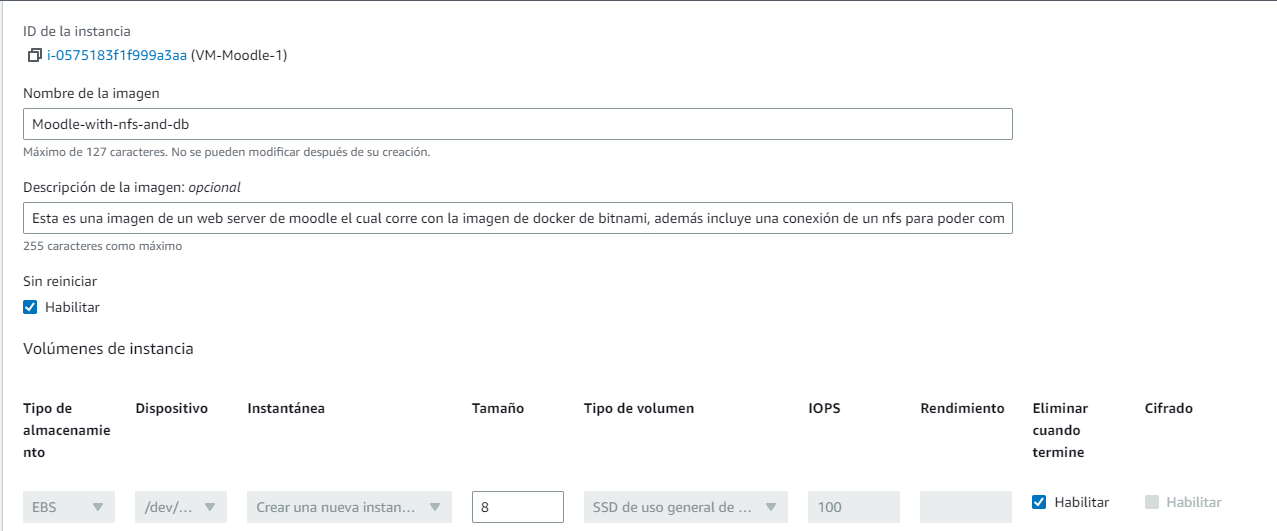 ID de la instancia
i-0575183f1f999a3aa (VM-Moodle-1)
Nombre de la imagen
Moodle-with-nfs-and-db
Máximo de 127 caracteres. No se pueden modificar después de su creación.
Descripción de la imagen: opcional
Esta es una imagen de un web server de moodle el cual corre con la imagen de docker de bitnami, además incluye una conexión de un nfs para poder com
255 caracteres como máximo
Sin reiniciar
Habilitar
Volúmenes de instancia
Tipo de
almacenamie
nto
Dispositivo
Instantánea
Tamaño
Tipo de volumen
IOPS
Rendimiento
Eliminar
cuando
termine
Cifrado
EBS
/dev/...
Crear una nueva instan...
8
SSD de uso general de ...
100
Habilitar
Habilitar